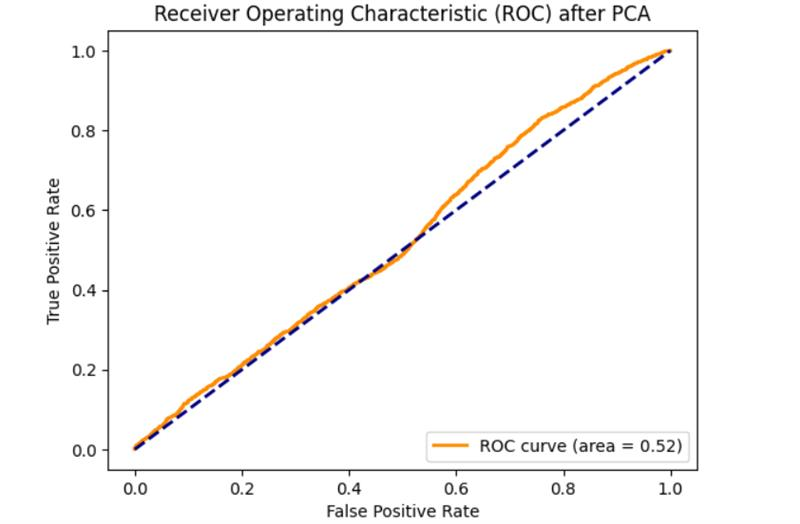 Receiver Operating Characteristic (ROC) after PCA
1.0
0.8
0.6
0.4
0.2
0.0
True Positive Rate
ROC curve (area = 0.52)
0.0 0.2 0.4 0.6 0.8 1.0
False Positive Rate